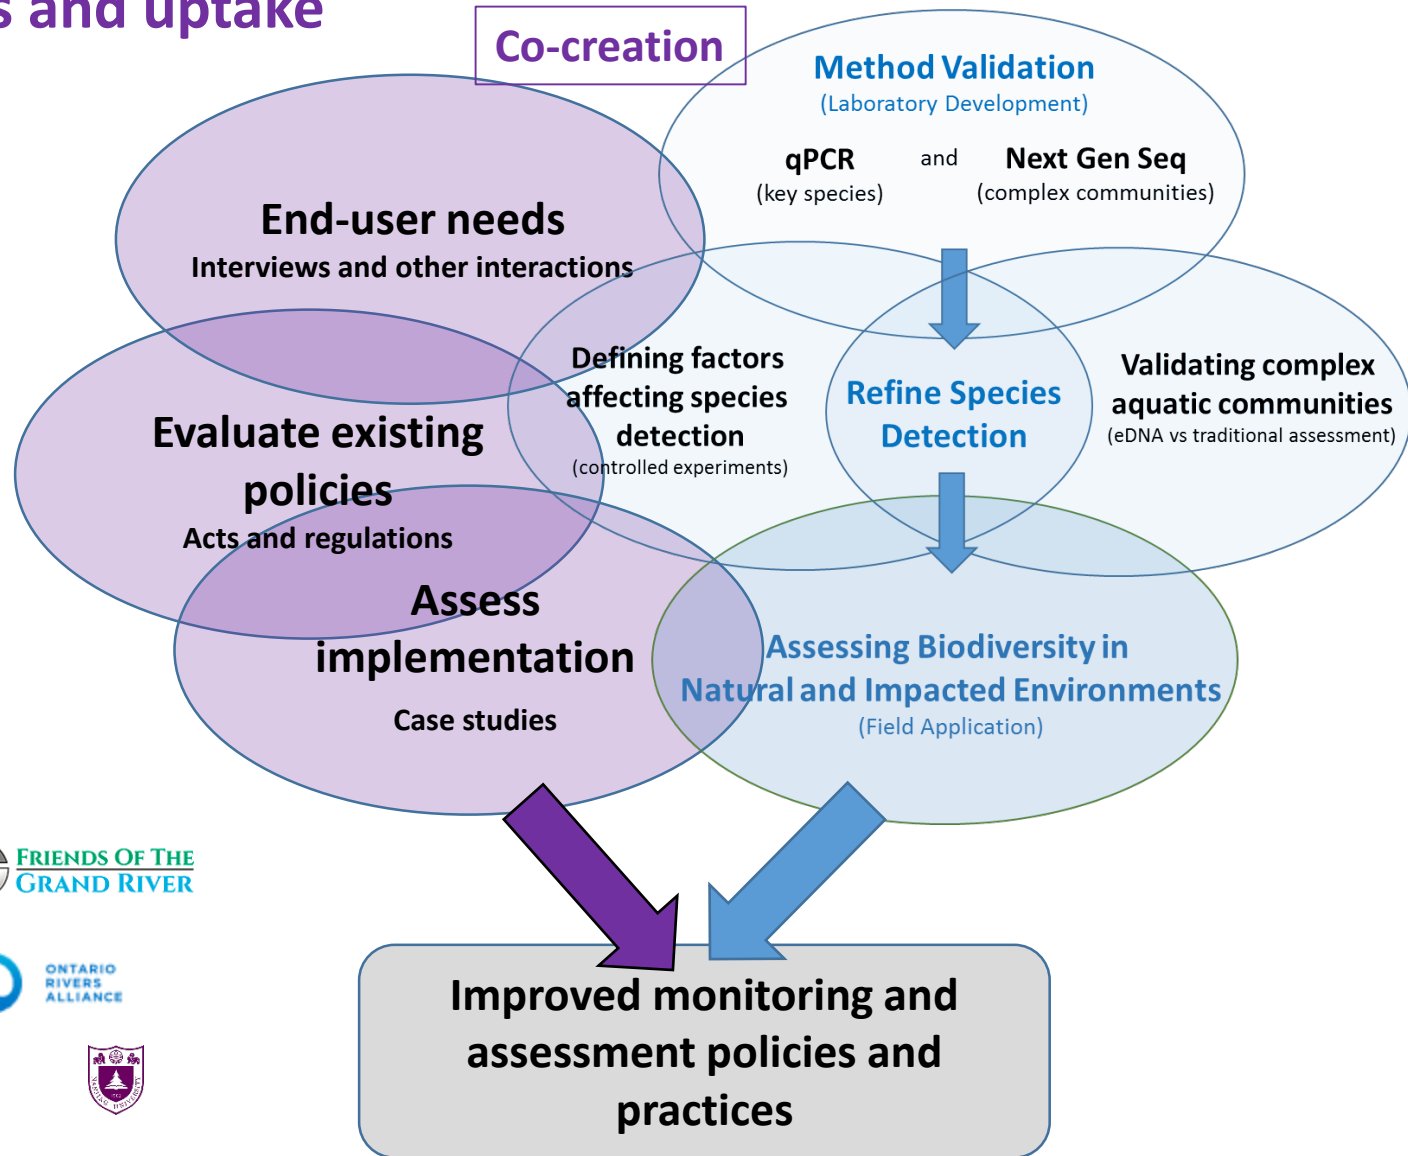 s and uptake
Co-creation
Method Validation
(Laboratory Development)
qPCR and Next Gen Seq
(key species) (complex communities)
End-user needs
Interviews and other interactions
Defining factors
affecting species
detection
(controlled experiments)
Refine Species
Detection
Validating complex
aquatic communities
(eDNA vs traditional assessment)
Evaluate existing
policies
Acts and regulations
Assess
implementation
Case studies
Assessing Biodiversity in
Natural and Impacted Environments
(Field Application)
FRIENDS OF THE
GRAND RIVER
ONTARIO
RIVERS
ALLIANCE
NANJING UNIVERSITY
Improved monitoring and
assessment policies and
practices